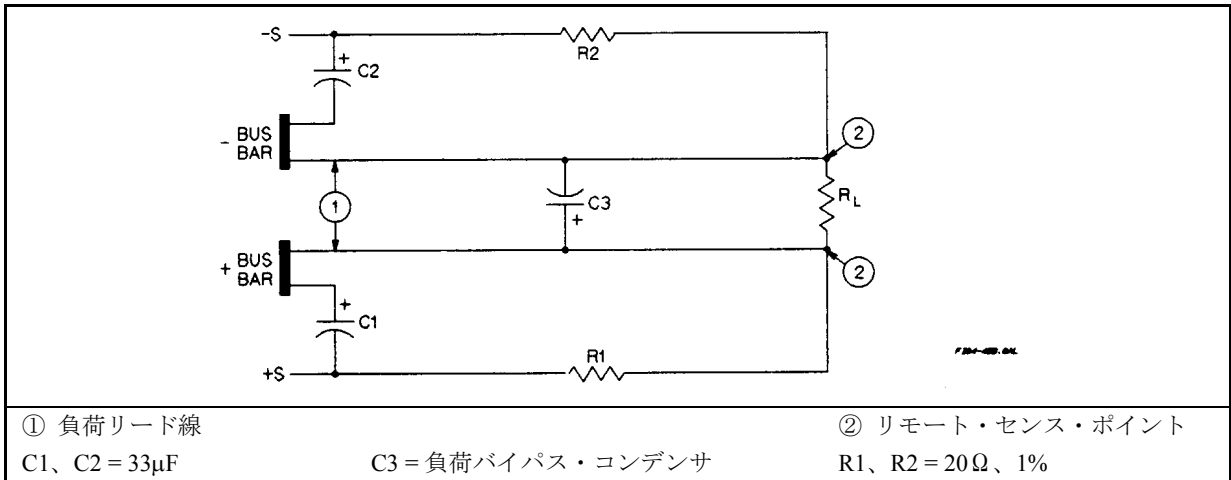 -S
+
C2
R2
- BUS
BAR
2
1
C3
+
RL
+ BUS
BAR
2
+
C1
R1
+S
① 負荷リード線 ② リモート・センス・ポイント
C1、C2 = 33μF C3 = 負荷バイパス・コンデンサ R1、R2 = 20Ω、1%